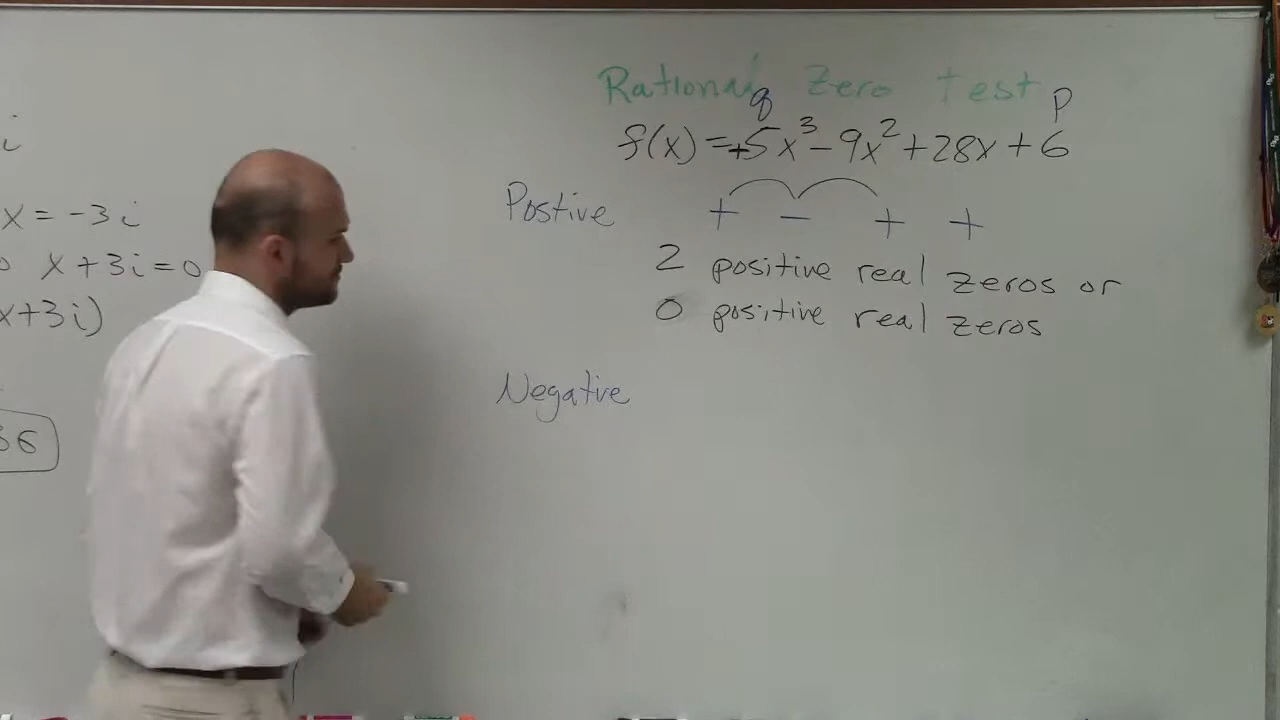 i
x = -3i
x+3i=0
x+3i)
36
Rational Zero Test
q p
f(x) = +5x³-9x²+28x+6
Postive + - + +
2 positive real zeros or
0 positive real zeros
Negative